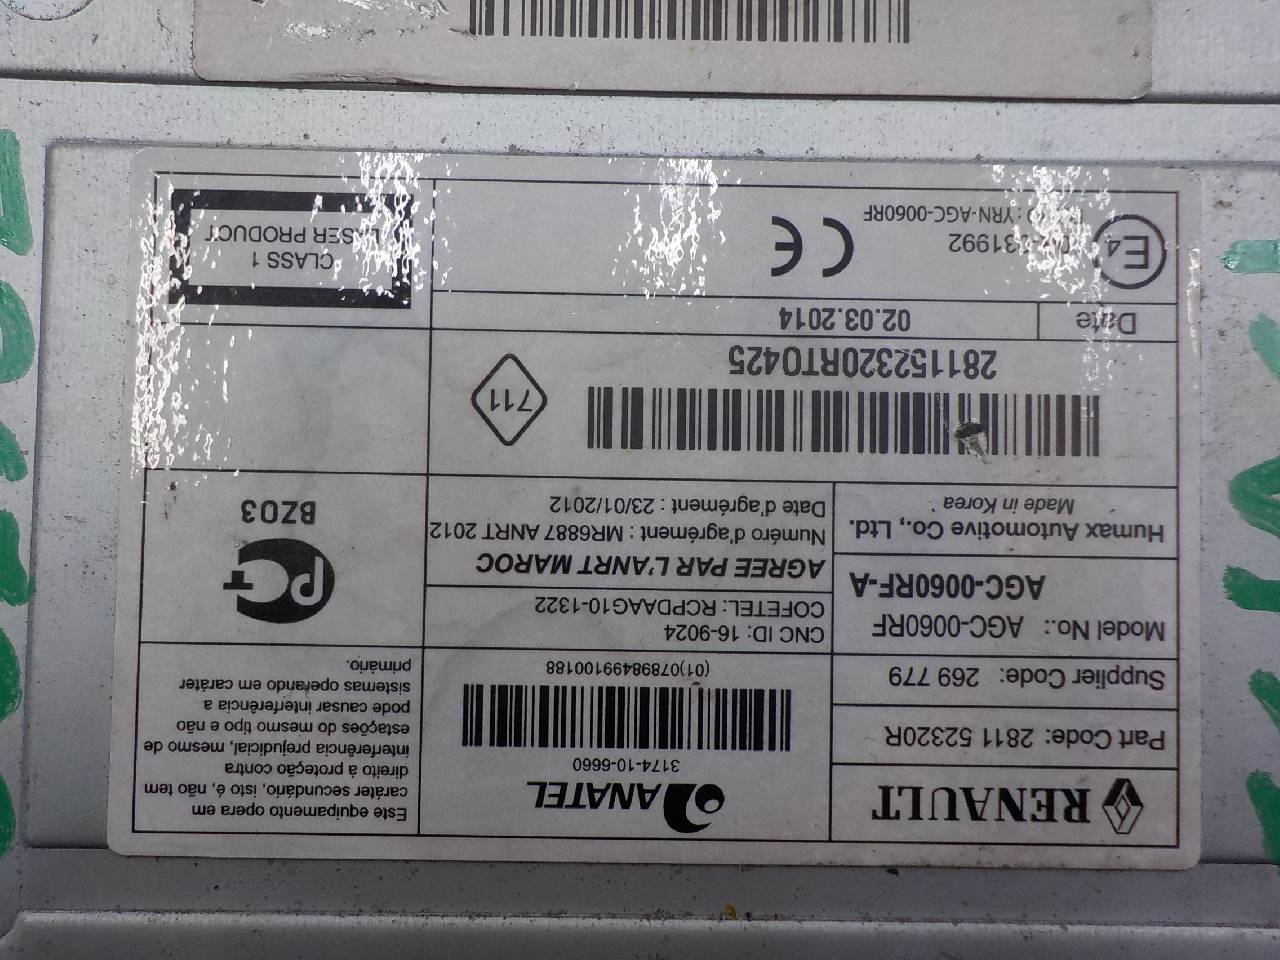 RENAULT
Part Code: 2811 52320R
Supplier Code: 269 779
Model No.: AGC-0060RF
AGC-0060RF-A
Humax Automotive Co., Ltd.
Made in Korea
ANATEL
3174-10-6660
(01)07898499100188
CNC ID: 16-9024
COFETEL: RCPDAAG10-1322
AGREE PAR L'ANRT MAROC
Numéro d'agrément : MR6887 ANRT 2012
Date d'agrément : 23/01/2012
Este equipamento opera em
caráter secundário, isto é, não tem
direito à proteção contra
interferência prejudicial, mesmo de
estações do mesmo tipo e não
pode causar interferência a
sistemas operando em caráter
primário.
PCT
BZ03
711
281152320RT0425
Date
02.03.2014
E4
31992
: YRN-AGC-0060RF
CE
CLASS 1
LASER PRODUCT